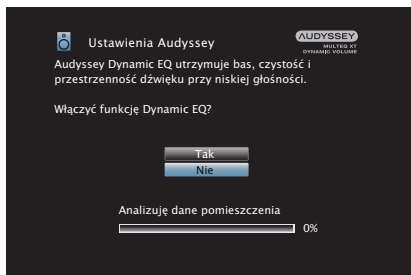 Ustawienia Audyssey
AUDYSSEY
MULTEQ XT
DYNAMIC VOLUME
Audyssey Dynamic EQ utrzymuje bas, czystość i
przestrzenność dźwięku przy niskiej głośności.
Włączyć funkcję Dynamic EQ?
Tak
Nie
Analizuję dane pomieszczenia
0%